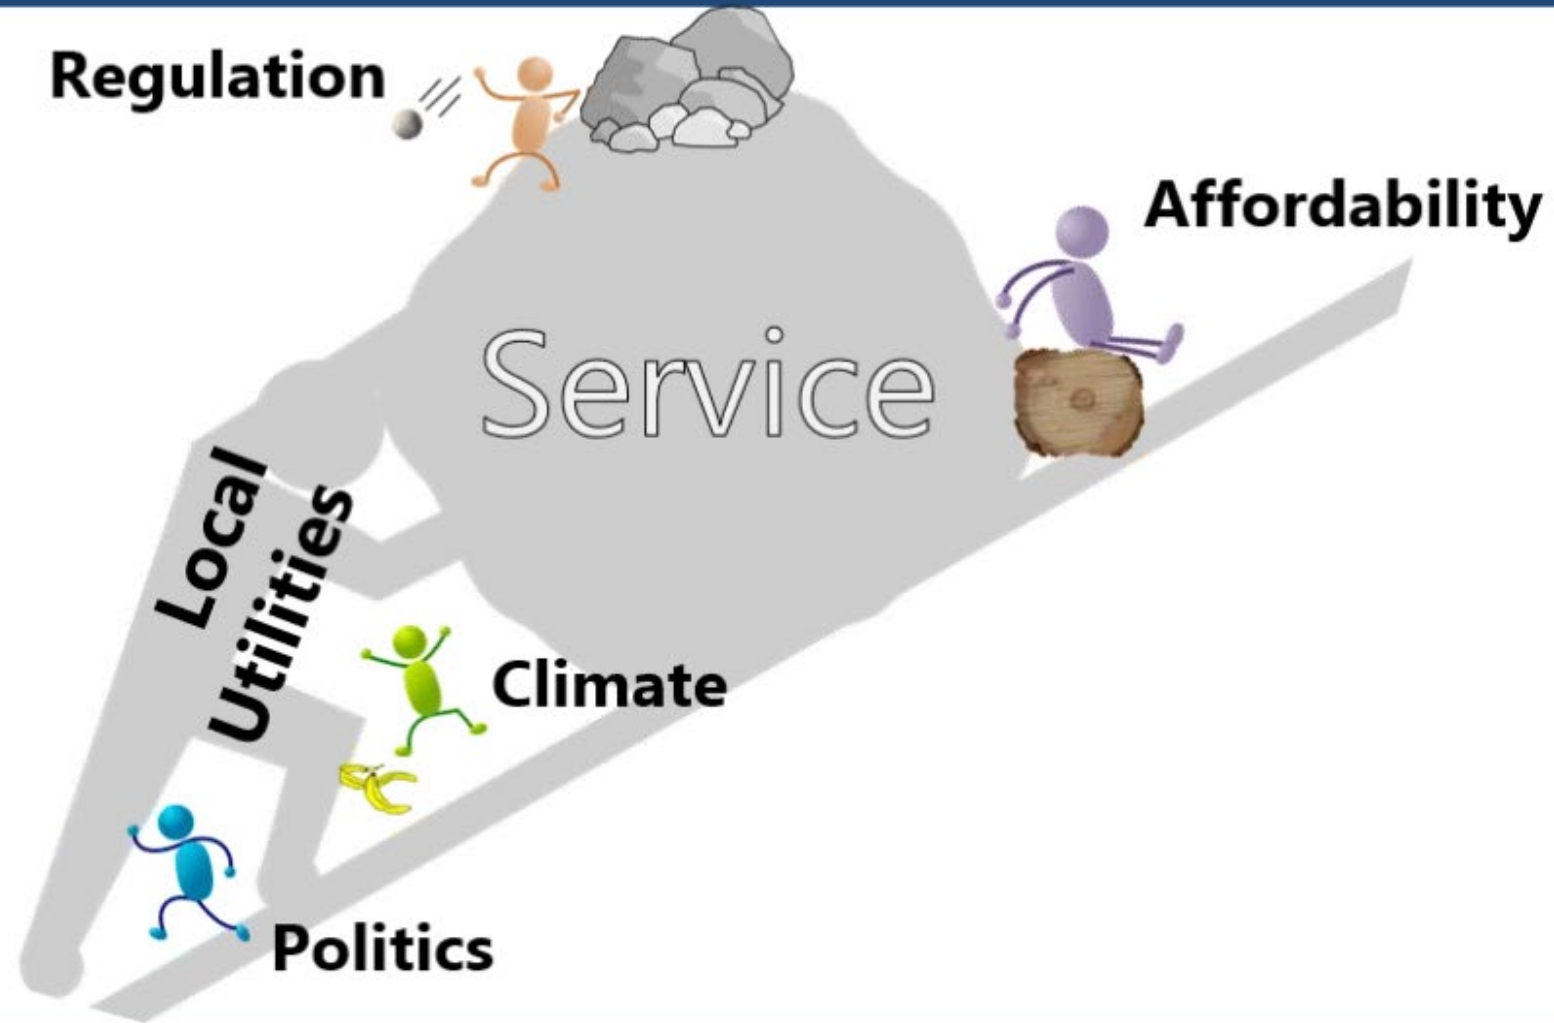 Regulation
Affordability
Service
Local
Utilities
Climate
Politics